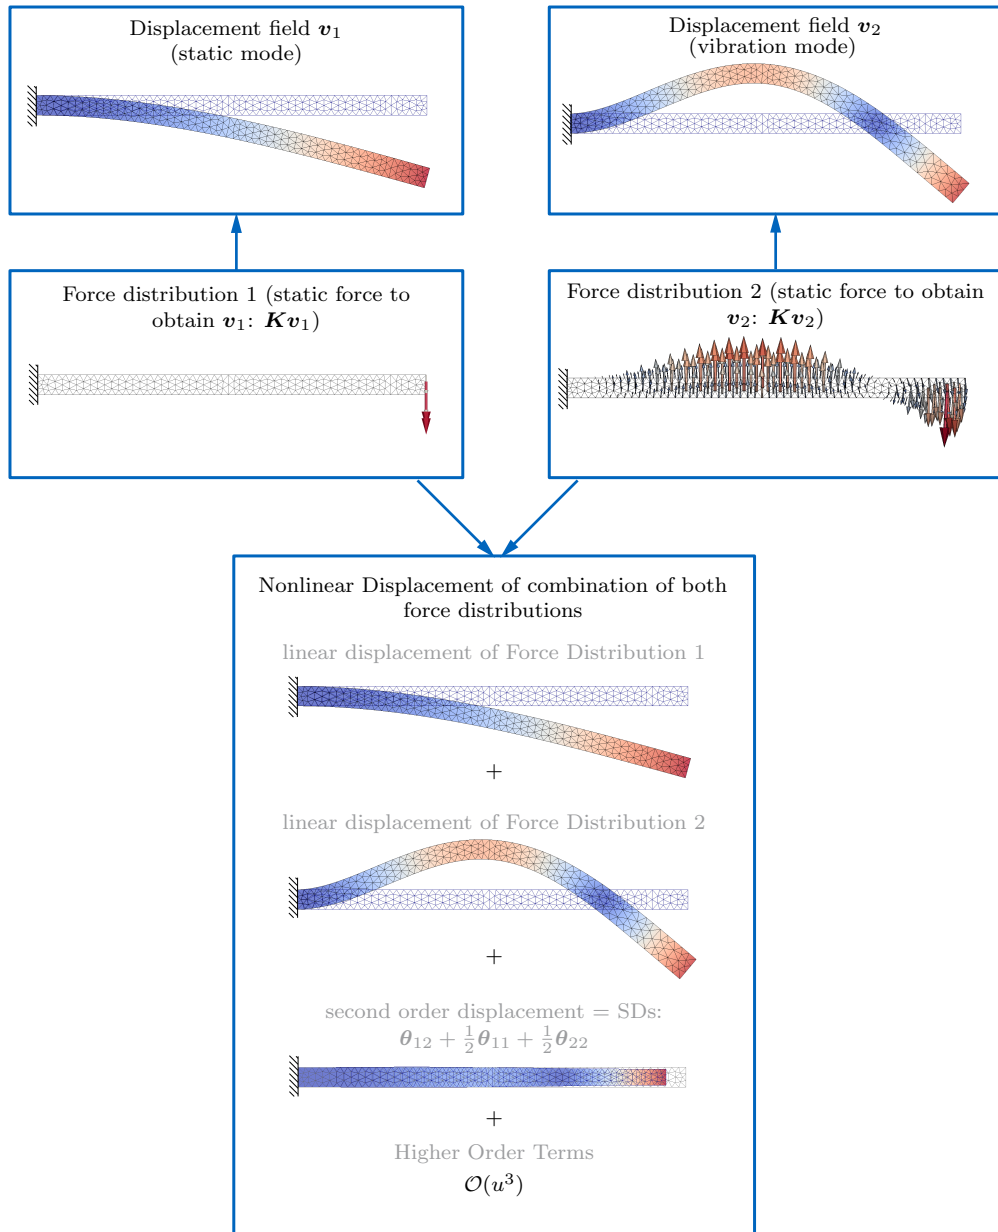 Displacement field 𝒗₁
(static mode)
Displacement field 𝒗₂
(vibration mode)
Force distribution 1 (static force to
obtain 𝒗₁: 𝑲𝒗₁)
Force distribution 2 (static force to obtain
𝒗₂: 𝑲𝒗₂)
Nonlinear Displacement of combination of both
force distributions
linear displacement of Force Distribution 1
+
linear displacement of Force Distribution 2
+
second order displacement = SDs:
𝜽₁₂ + ½𝜽₁₁ + ½𝜽₂₂
+
Higher Order Terms
𝒪(u³)